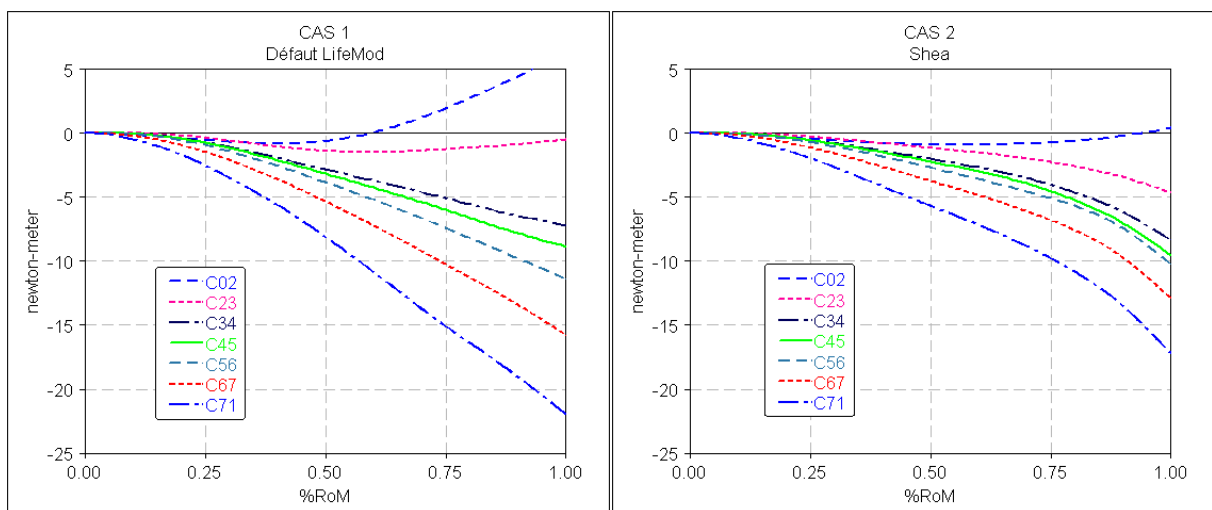 CAS 1
Défaut LifeMod
5
0
-5
-10
-15
-20
-25
newton-meter
C02
C23
C34
C45
C56
C67
C71
0.00 0.25 0.50 0.75 1.00
%RoM
CAS 2
Shea
5
0
-5
-10
-15
-20
-25
newton-meter
C02
C23
C34
C45
C56
C67
C71
0.00 0.25 0.50 0.75 1.00
%RoM